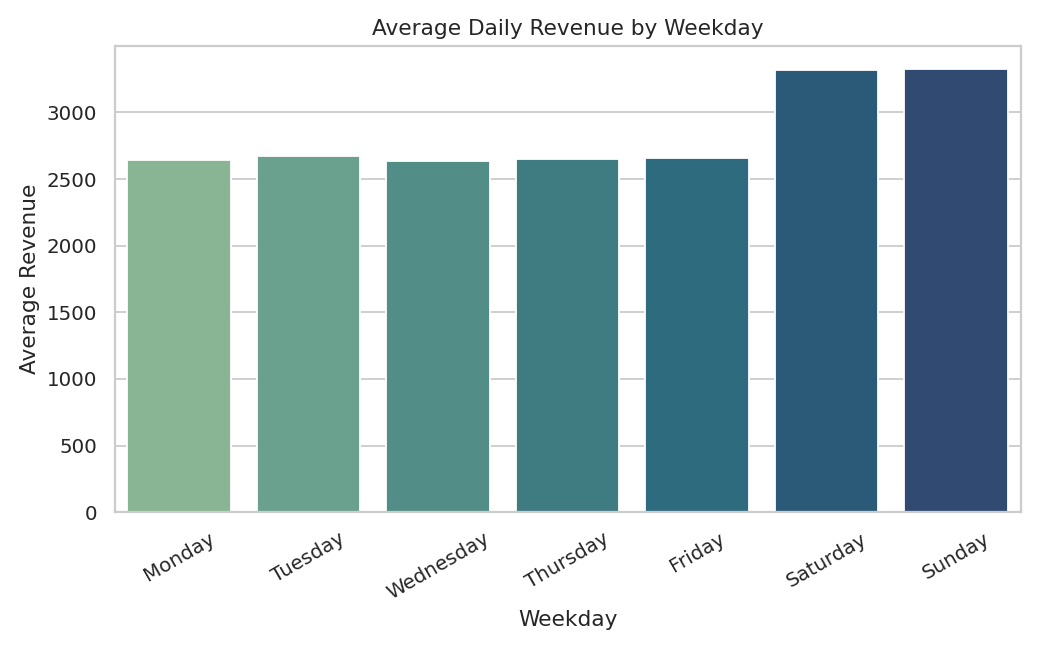 Average Daily Revenue by Weekday
Average Revenue
3000
2500
2000
1500
1000
500
0
Monday
Tuesday
Wednesday
Thursday
Friday
Saturday
Sunday
Weekday